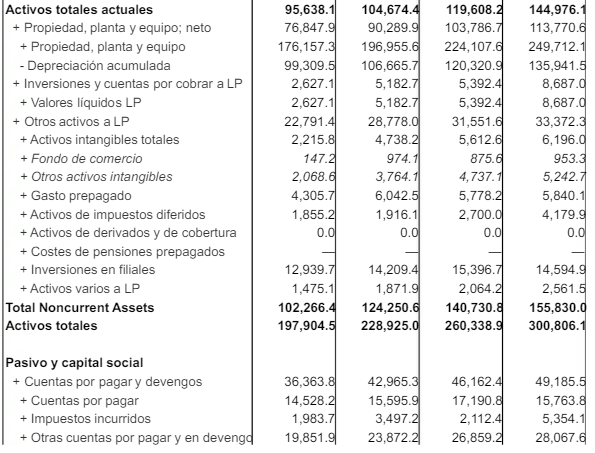 Activos totales actuales 95,638.1 104,674.4 119,608.2 144,976.1
+ Propiedad, planta y equipo; neto 76,847.9 90,289.9 103,786.7 113,770.6
+ Propiedad, planta y equipo 176,157.3 196,955.6 224,107.6 249,712.1
- Depreciación acumulada 99,309.5 106,665.7 120,320.9 135,941.5
+ Inversiones y cuentas por cobrar a LP 2,627.1 5,182.7 5,392.4 8,687.0
+ Valores líquidos LP 2,627.1 5,182.7 5,392.4 8,687.0
+ Otros activos a LP 22,791.4 28,778.0 31,551.6 33,372.3
+ Activos intangibles totales 2,215.8 4,738.2 5,612.6 6,196.0
+ Fondo de comercio 147.2 974.1 875.6 953.3
+ Otros activos intangibles 2,068.6 3,764.1 4,737.1 5,242.7
+ Gasto prepagado 4,305.7 6,042.5 5,778.2 5,840.1
+ Activos de impuestos diferidos 1,855.2 1,916.1 2,700.0 4,179.9
+ Activos de derivados y de cobertura 0.0 0.0 0.0 0.0
+ Costes de pensiones prepagados — — — —
+ Inversiones en filiales 12,939.7 14,209.4 15,396.7 14,594.9
+ Activos varios a LP 1,475.1 1,871.9 2,064.2 2,561.5
Total Noncurrent Assets 102,266.4 124,250.6 140,730.8 155,830.0
Activos totales 197,904.5 228,925.0 260,338.9 300,806.1
Pasivo y capital social
+ Cuentas por pagar y devengos 36,363.8 42,965.3 46,162.4 49,185.5
+ Cuentas por pagar 14,528.2 15,595.9 17,190.8 15,763.8
+ Impuestos incurridos 1,983.7 3,497.2 2,112.4 5,354.1
+ Otras cuentas por pagar y en devengo 19,851.9 23,872.2 26,859.2 28,067.6